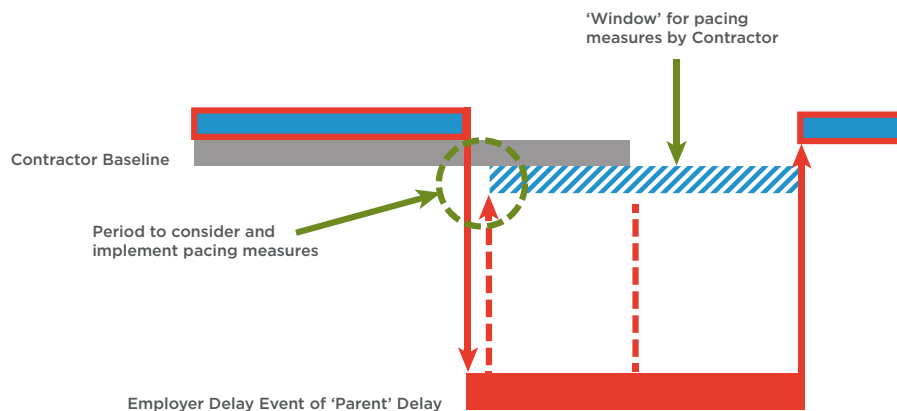 ‘Window’ for pacing
measures by Contractor
Contractor Baseline
Period to consider and
implement pacing measures
Employer Delay Event of ‘Parent’ Delay